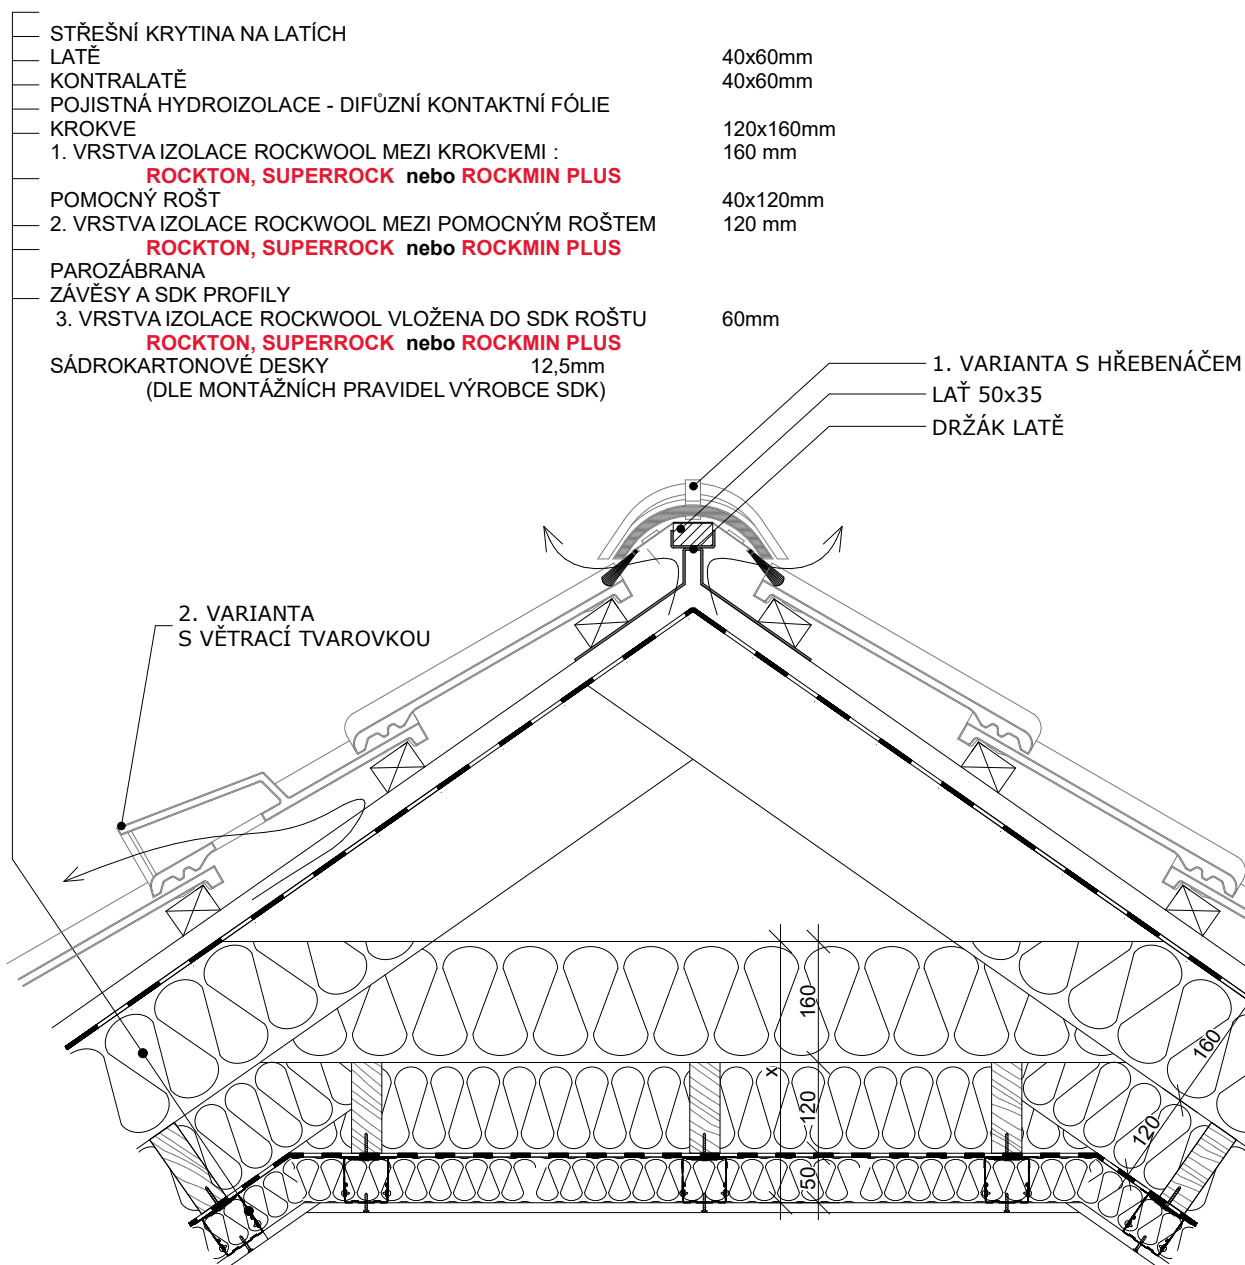 STŘEŠNÍ KRYTINA NA LATÍCH
LATĚ 40x60mm
KONTRALATĚ 40x60mm
POJISTNÁ HYDROIZOLACE - DIFŮZNÍ KONTAKTNÍ FÓLIE
KROKVE 120x160mm
1. VRSTVA IZOLACE ROCKWOOL MEZI KROKVEMI : 160 mm
ROCKTON, SUPERROCK nebo ROCKMIN PLUS
POMOCNÝ ROŠT 40x120mm
2. VRSTVA IZOLACE ROCKWOOL MEZI POMOCNÝM ROŠTEM 120 mm
ROCKTON, SUPERROCK nebo ROCKMIN PLUS
PAROZÁBRANA
ZÁVĚSY A SDK PROFILY
3. VRSTVA IZOLACE ROCKWOOL VLOŽENA DO SDK ROŠTU 60mm
ROCKTON, SUPERROCK nebo ROCKMIN PLUS
SÁDROKARTONOVÉ DESKY 12,5mm
(DLE MONTÁŽNÍCH PRAVIDEL VÝROBCE SDK)
1. VARIANTA S HŘEBENÁČEM
LAŤ 50x35
DRŽÁK LATĚ
2. VARIANTA
S VĚTRACÍ TVAROVKOU
160
x
120
50
160
120